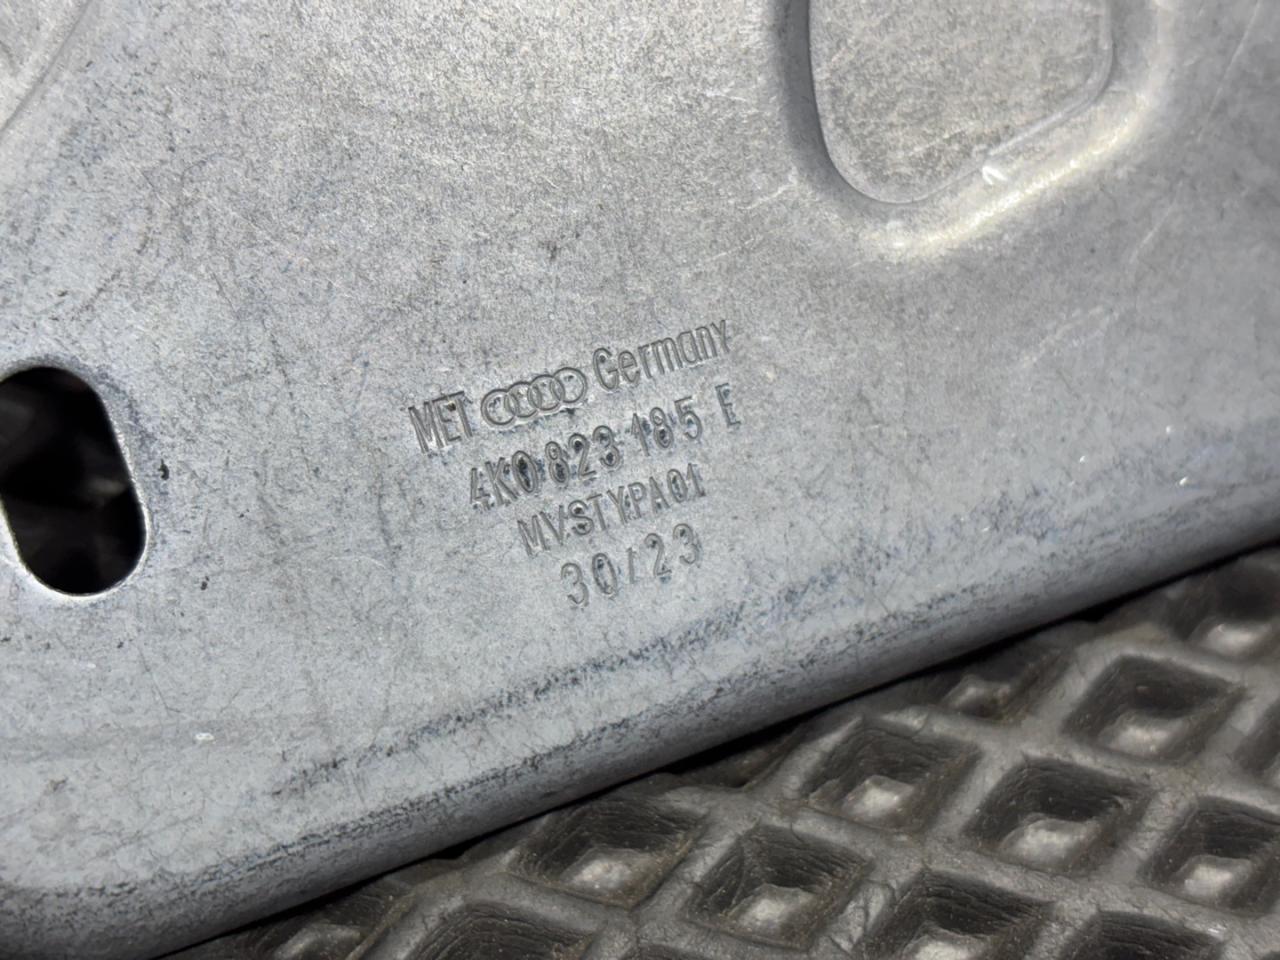 MET Germany
4K0 823 185 E
MVSTYPA01
30/23